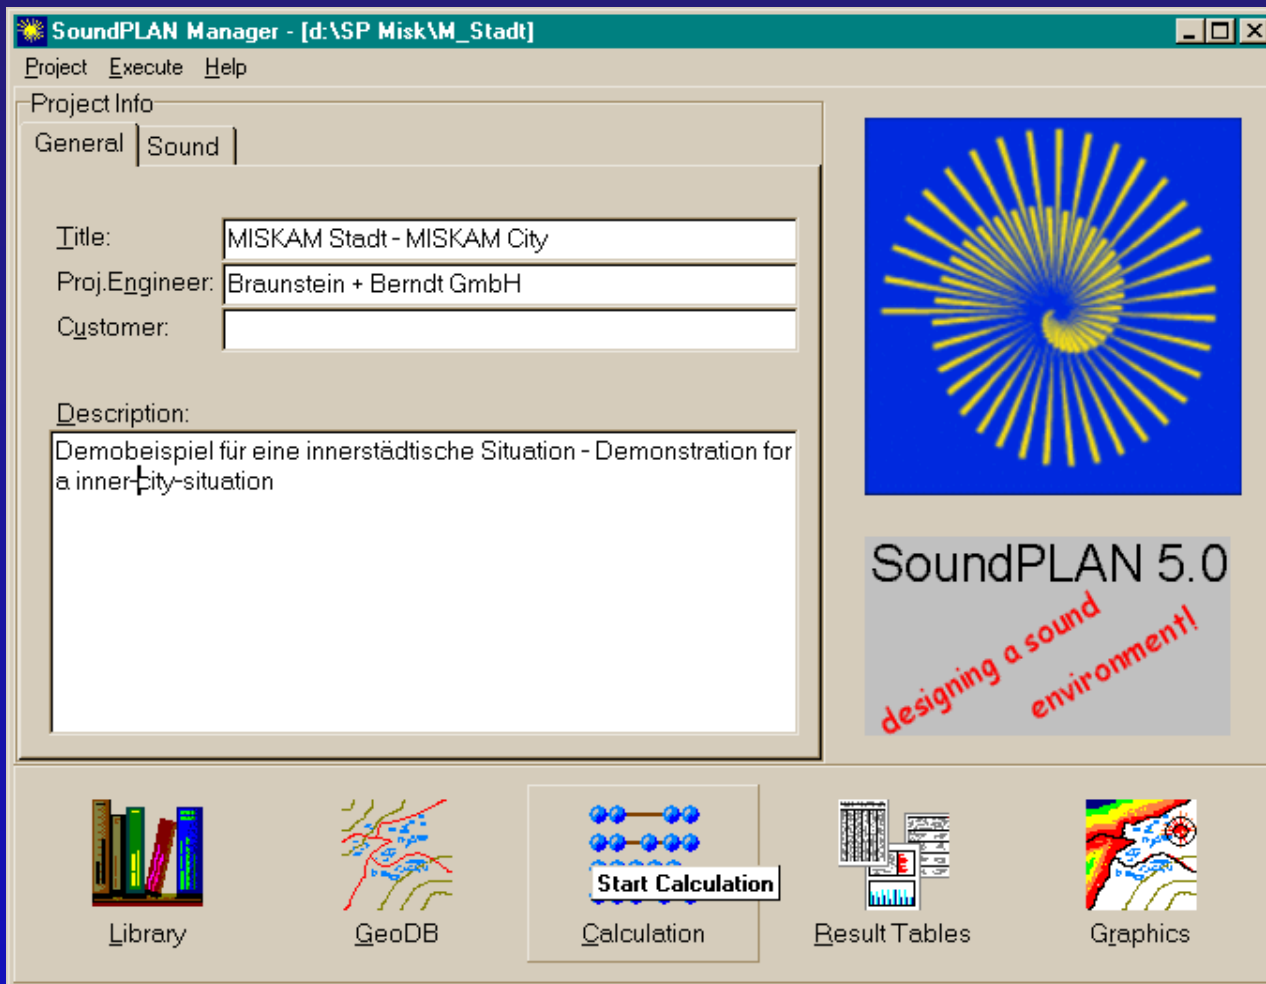 SoundPLAN Manager - [d:\SP Misk\M_Stadt]
Project Execute Help
Project Info
General Sound
Title: MISKAM Stadt - MISKAM City
Proj.Engineer: Braunstein + Berndt GmbH
Customer:
Description:
Demobeispiel für eine innerstädtische Situation - Demonstration for
a inner-city-situation
SoundPLAN 5.0
designing a sound
environment!
Start Calculation
Library GeoDB Calculation Result Tables Graphics